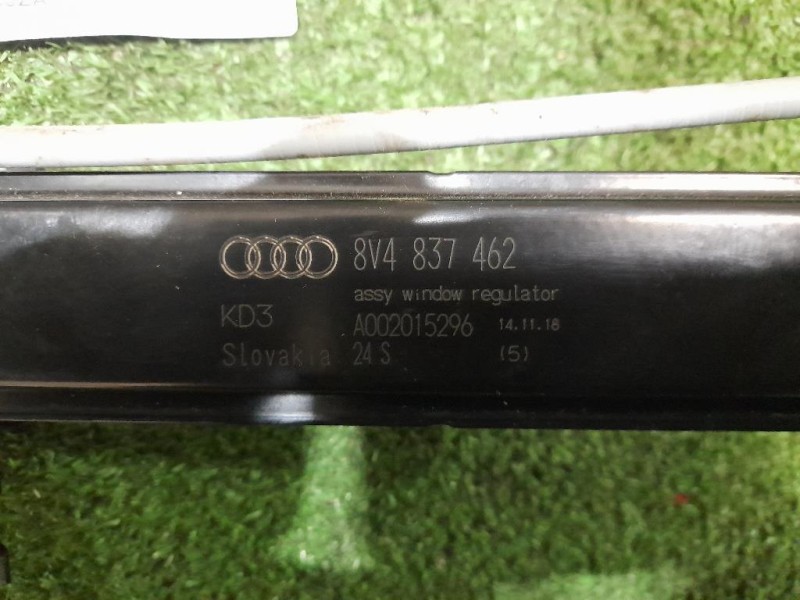 8V4 837 462
assy window regulator
KD3 A002015296 14.11.18
Slovakia 24 S (5)